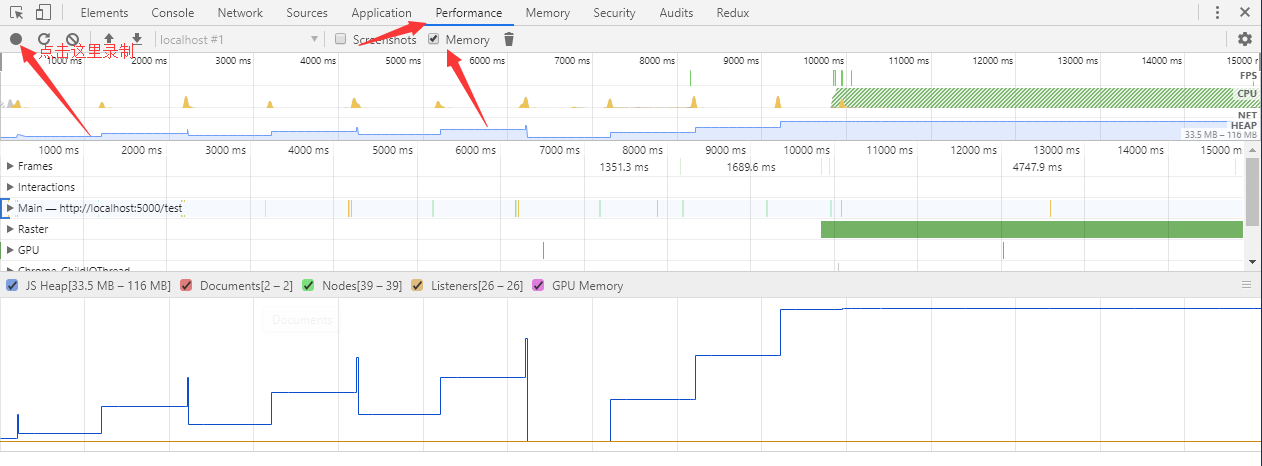 Elements Console Network Sources Application Performance Memory Security Audits Redux
localhost #1 Screenshots Memory
点击这里录制
1000 ms 2000 ms 3000 ms 4000 ms 5000 ms 6000 ms 7000 ms 8000 ms 9000 ms 10000 ms 11000 ms 12000 ms 13000 ms 14000 ms 15000 m
FPS
CPU
NET
HEAP
33.5 MB – 116 MB
1000 ms 2000 ms 3000 ms 4000 ms 5000 ms 6000 ms 7000 ms 8000 ms 9000 ms 10000 ms 11000 ms 12000 ms 13000 ms 14000 ms 15000 m
Frames 1351.3 ms 1689.6 ms 4747.9 ms
Interactions
Main — http://localhost:5000/test
Raster
GPU
Chrome_ChildIOThread
JS Heap[33.5 MB – 116 MB] Documents[2 – 2] Nodes[39 – 39] Listeners[26 – 26] GPU Memory
Documents